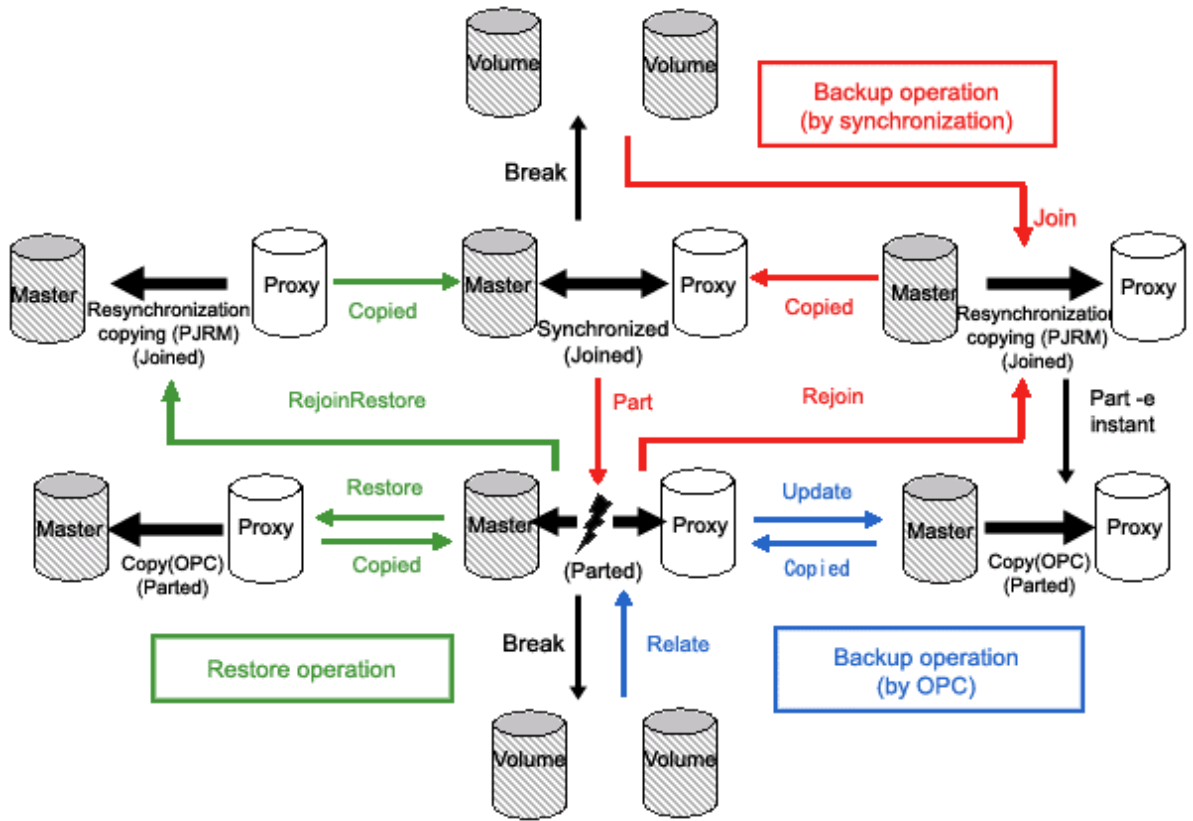 Volume
Volume
Backup operation
(by synchronization)
Break
Join
Master
Proxy
Master
Proxy
Master
Proxy
Resynchronization
copying (PJRM)
(Joined)
Copied
Synchronized
(Joined)
Copied
Resynchronization
copying (PJRM)
(Joined)
RejoinRestore
Part
Rejoin
Part -e
instant
Master
Proxy
Restore
Master
Proxy
Update
Master
Proxy
Copy(OPC)
(Parted)
Copied
(Parted)
Copied
Copy(OPC)
(Parted)
Restore operation
Break
Relate
Backup operation
(by OPC)
Volume
Volume